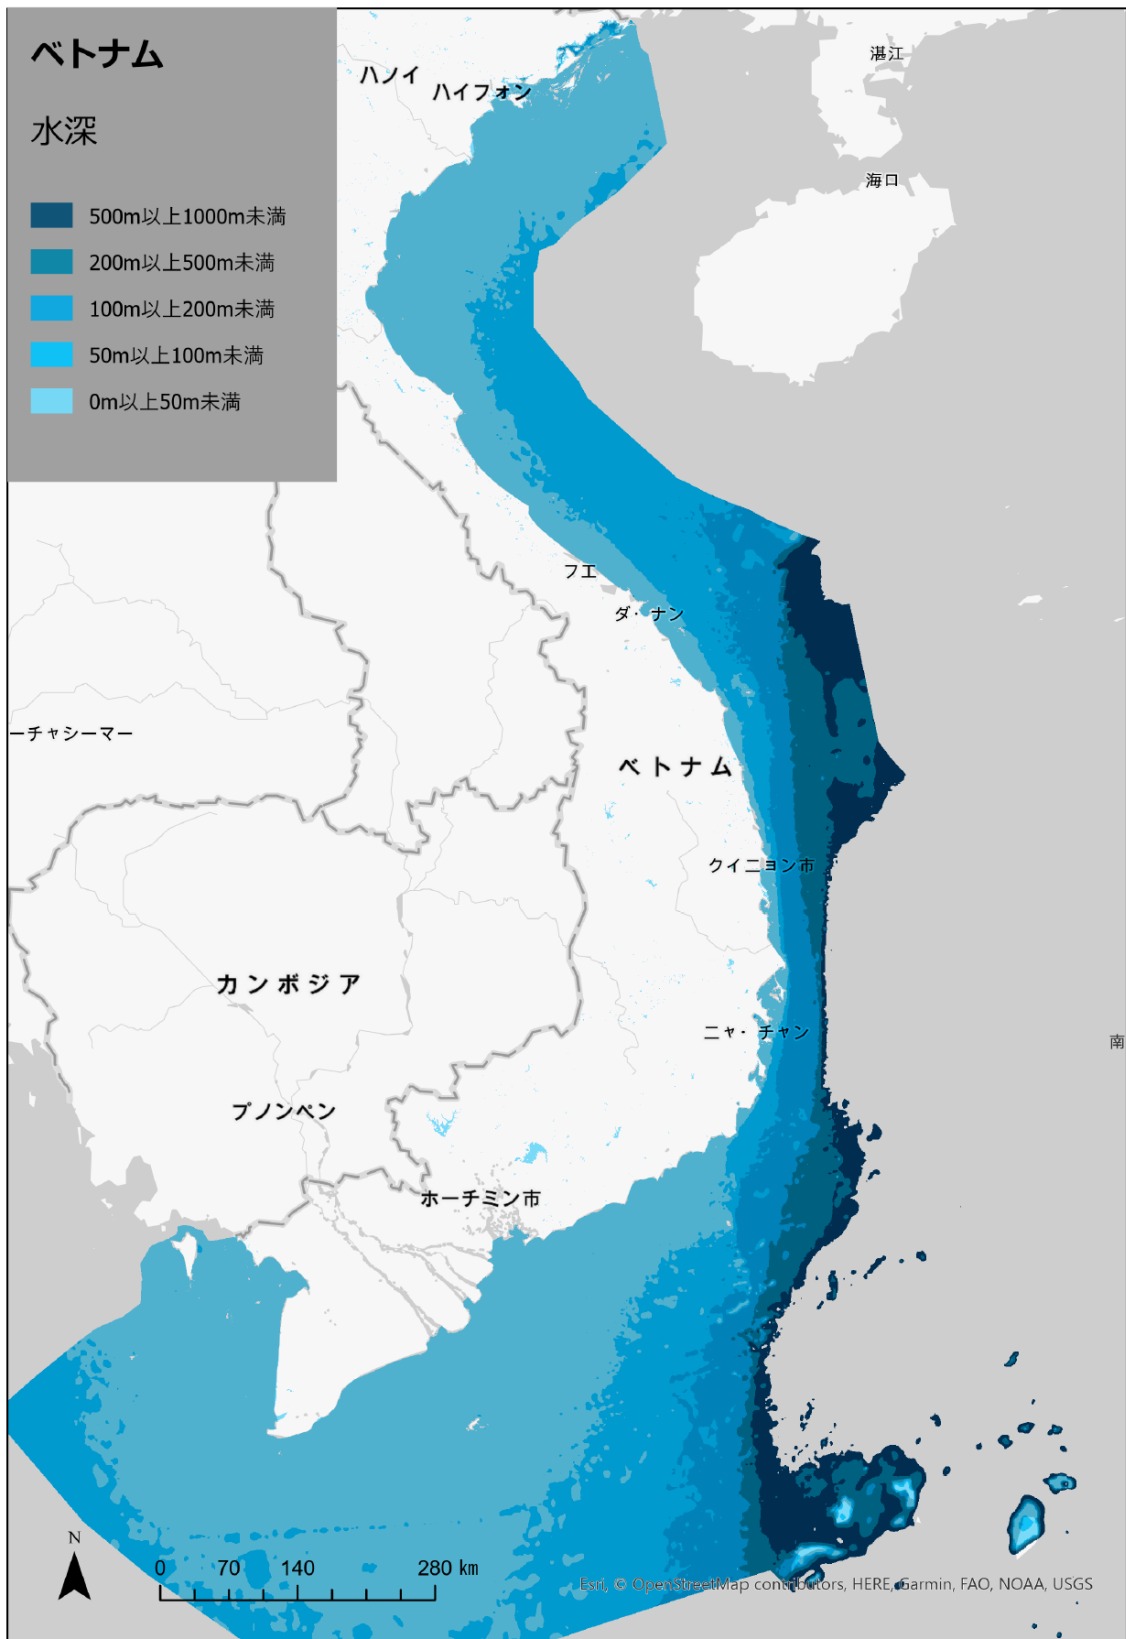 ベトナム
水深
500m以上1000m未満
200m以上500m未満
100m以上200m未満
50m以上100m未満
0m以上50m未満
ハノイ
ハイフォン
湛江
海口
フエ
ダ・ナン
ーチャシーマー
ベトナム
クイニョン市
カンボジア
ニャ・チャン
南
プノンペン
ホーチミン市
N
0 70 140 280 km
Esri, © OpenStreetMap contributors, HERE, Garmin, FAO, NOAA, USGS